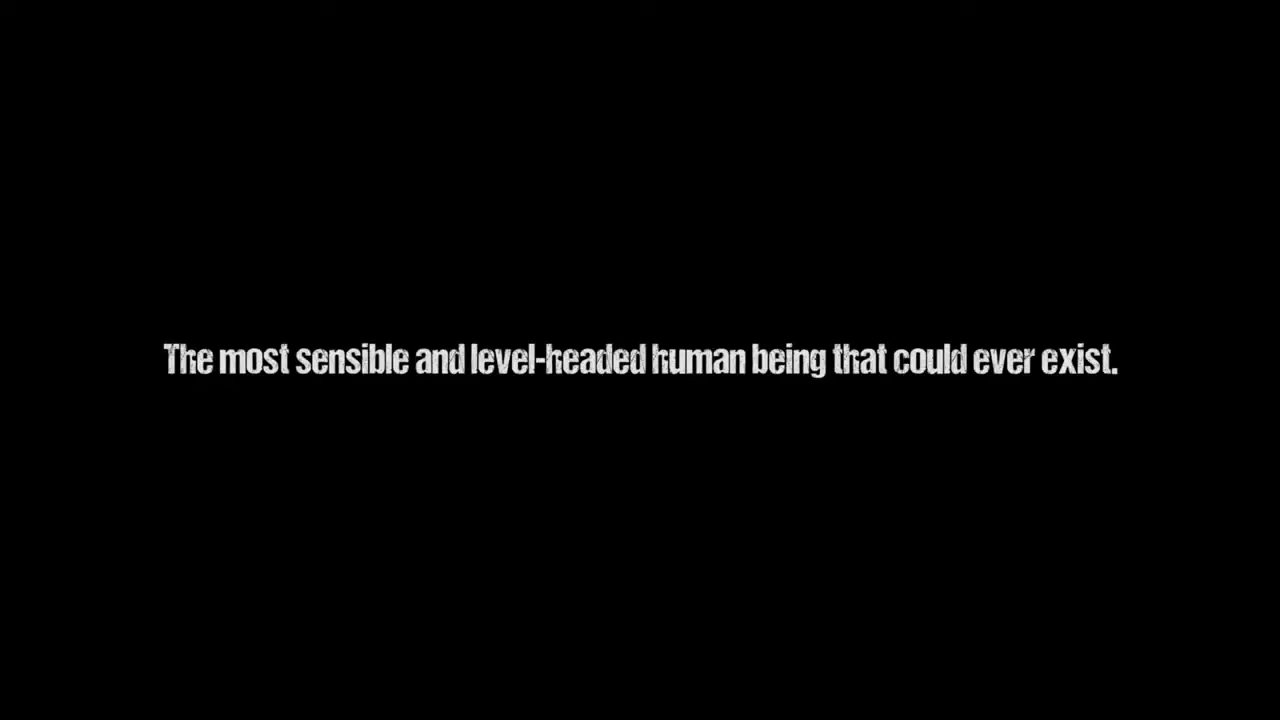 The most sensible and level-headed human being that could ever exist.